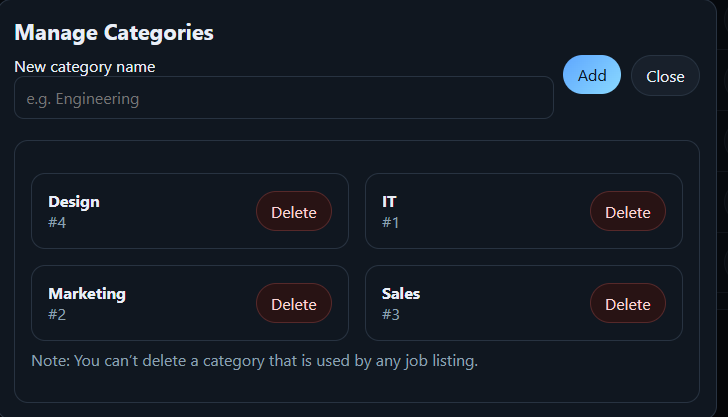 Manage Categories
New category name
e.g. Engineering
Add
Close
Design
#4
Delete
IT
#1
Delete
Marketing
#2
Delete
Sales
#3
Delete
Note: You can’t delete a category that is used by any job listing.